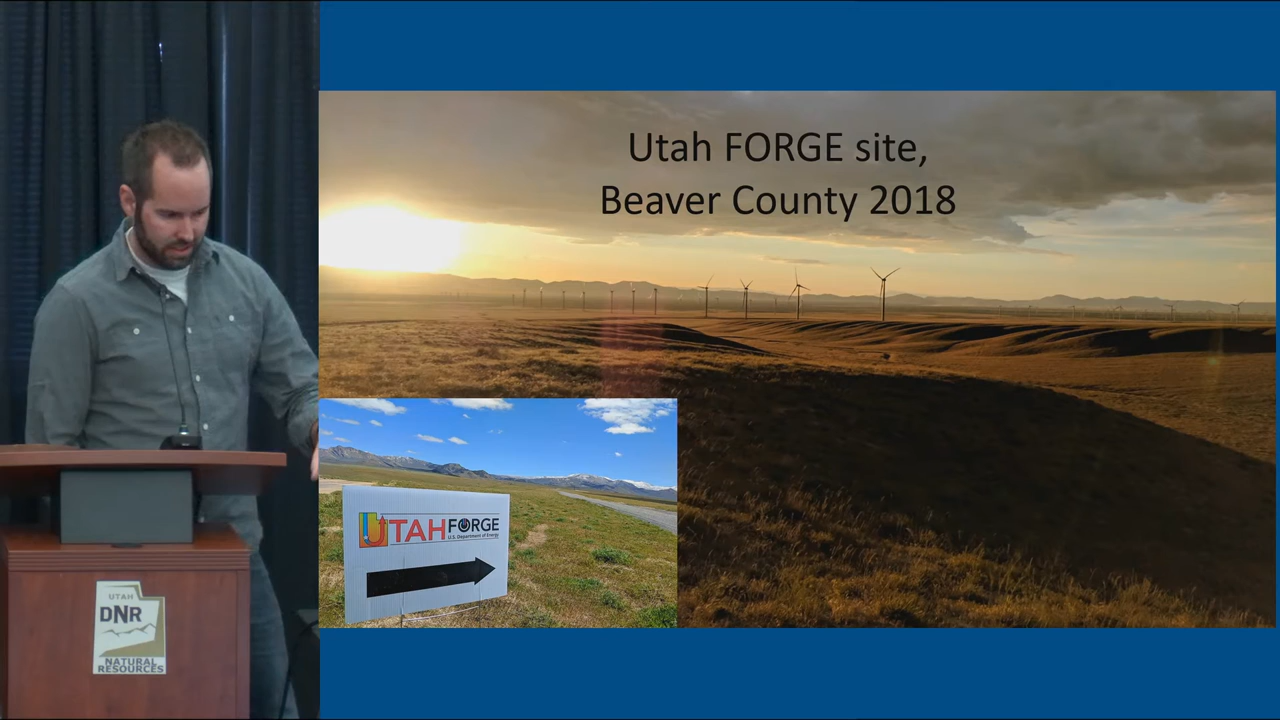 Utah FORGE site,
Beaver County 2018
UTAH FORGE
U.S. Department of Energy
UTAH
DNR
NATURAL
RESOURCES